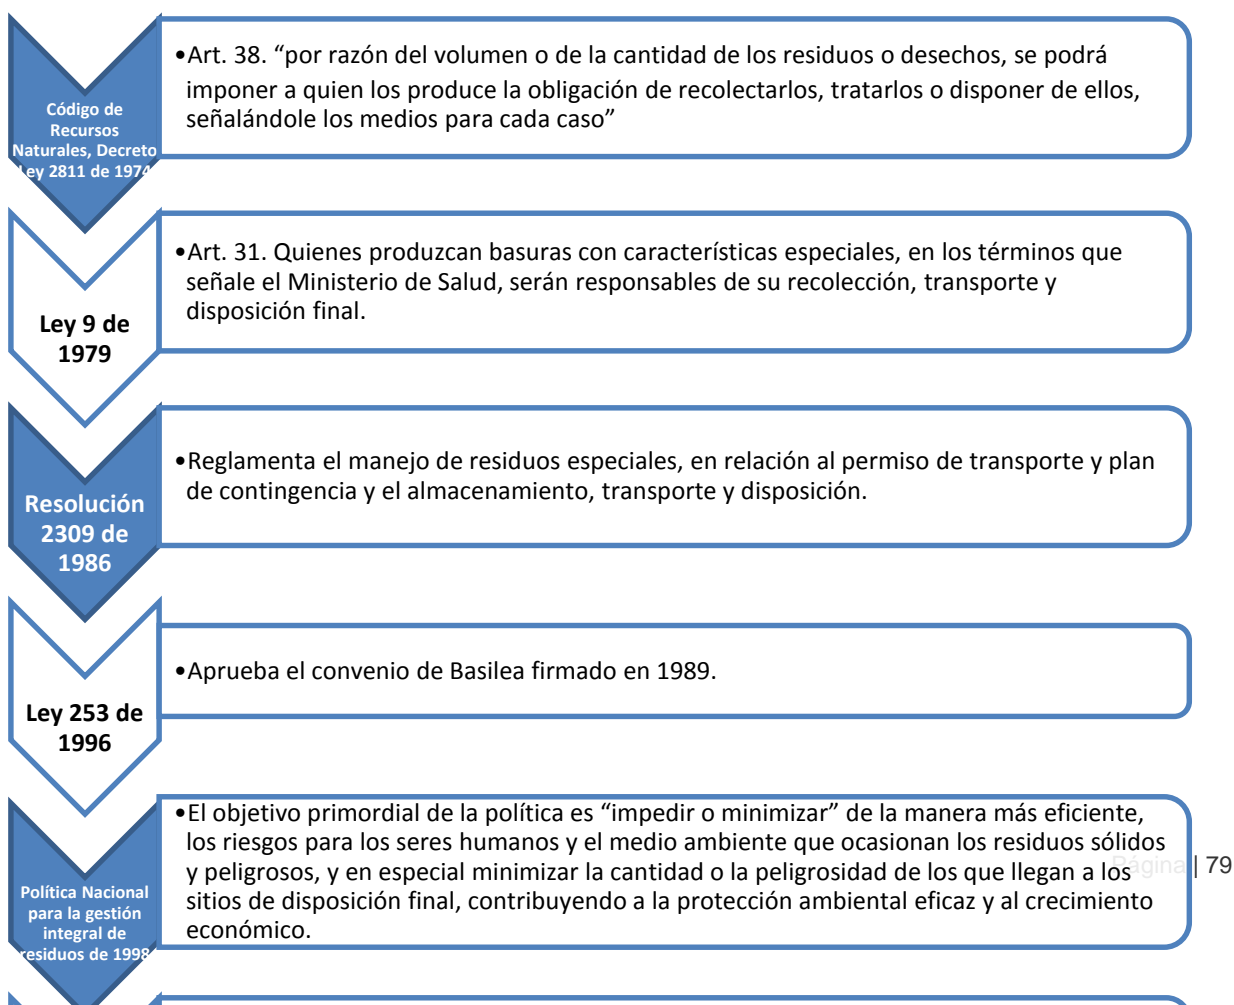 Código de
Recursos
Naturales, Decreto
Ley 2811 de 1974
•Art. 38. “por razón del volumen o de la cantidad de los residuos o desechos, se podrá
imponer a quien los produce la obligación de recolectarlos, tratarlos o disponer de ellos,
señalándole los medios para cada caso”
Ley 9 de
1979
•Art. 31. Quienes produzcan basuras con características especiales, en los términos que
señale el Ministerio de Salud, serán responsables de su recolección, transporte y
disposición final.
Resolución
2309 de
1986
•Reglamenta el manejo de residuos especiales, en relación al permiso de transporte y plan
de contingencia y el almacenamiento, transporte y disposición.
Ley 253 de
1996
•Aprueba el convenio de Basilea firmado en 1989.
Política Nacional
para la gestión
integral de
residuos de 1998
•El objetivo primordial de la política es “impedir o minimizar” de la manera más eficiente,
los riesgos para los seres humanos y el medio ambiente que ocasionan los residuos sólidos
y peligrosos, y en especial minimizar la cantidad o la peligrosidad de los que llegan a los
sitios de disposición final, contribuyendo a la protección ambiental eficaz y al crecimiento
económico.
Página | 79